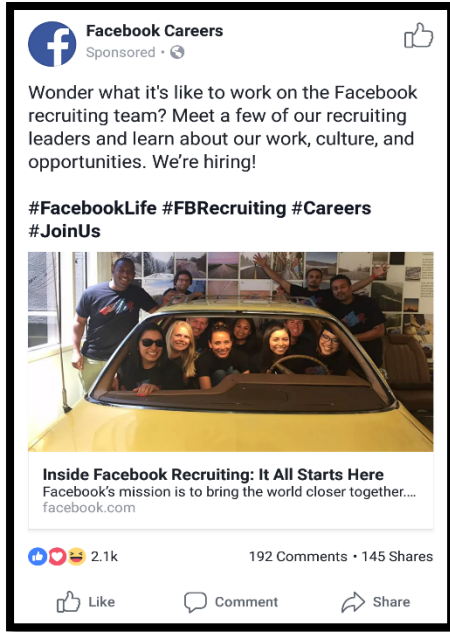 Facebook Careers
Sponsored •
Wonder what it's like to work on the Facebook
recruiting team? Meet a few of our recruiting
leaders and learn about our work, culture, and
opportunities. We’re hiring!
#FacebookLife #FBRecruiting #Careers
#JoinUs
Inside Facebook Recruiting: It All Starts Here
Facebook’s mission is to bring the world closer together....
facebook.com
2.1k 192 Comments • 145 Shares
Like Comment Share